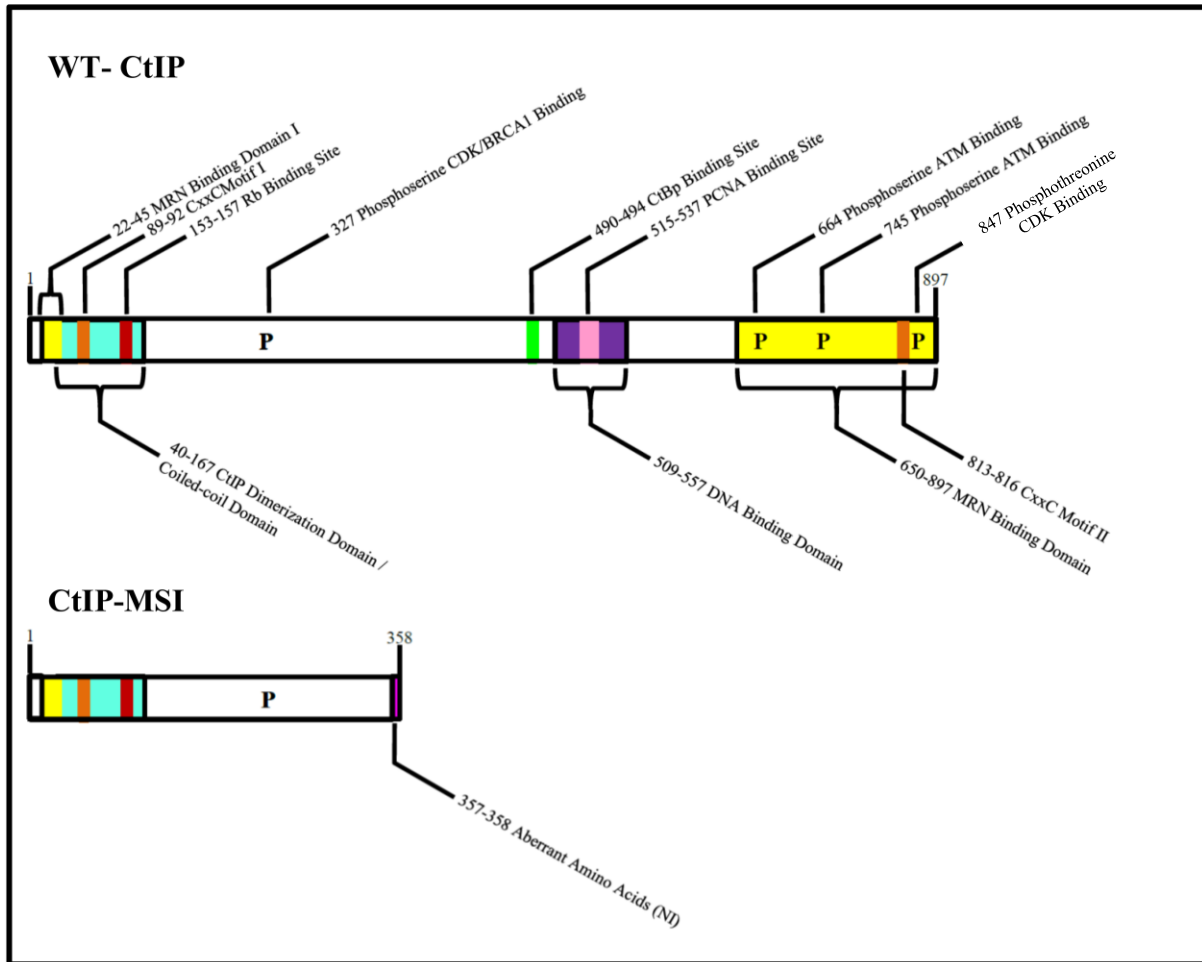 WT- CtIP
22-45 MRN Binding Domain I
89-92 CxxCMotif I
153-157 Rb Binding Site
327 Phosphoserine CDK/BRCA1 Binding
490-494 CtBp Binding Site
515-537 PCNA Binding Site
664 Phosphoserine ATM Binding
745 Phosphoserine ATM Binding
847 Phosphothreonine
CDK Binding
1
897
P
P
P
P
40-167 CtIP Dimerization Domain /
Coiled-coil Domain
509-557 DNA Binding Domain
650-897 MRN Binding Domain
813-816 CxxC Motif II
CtIP-MSI
1
358
P
357-358 Aberrant Amino Acids (NI)